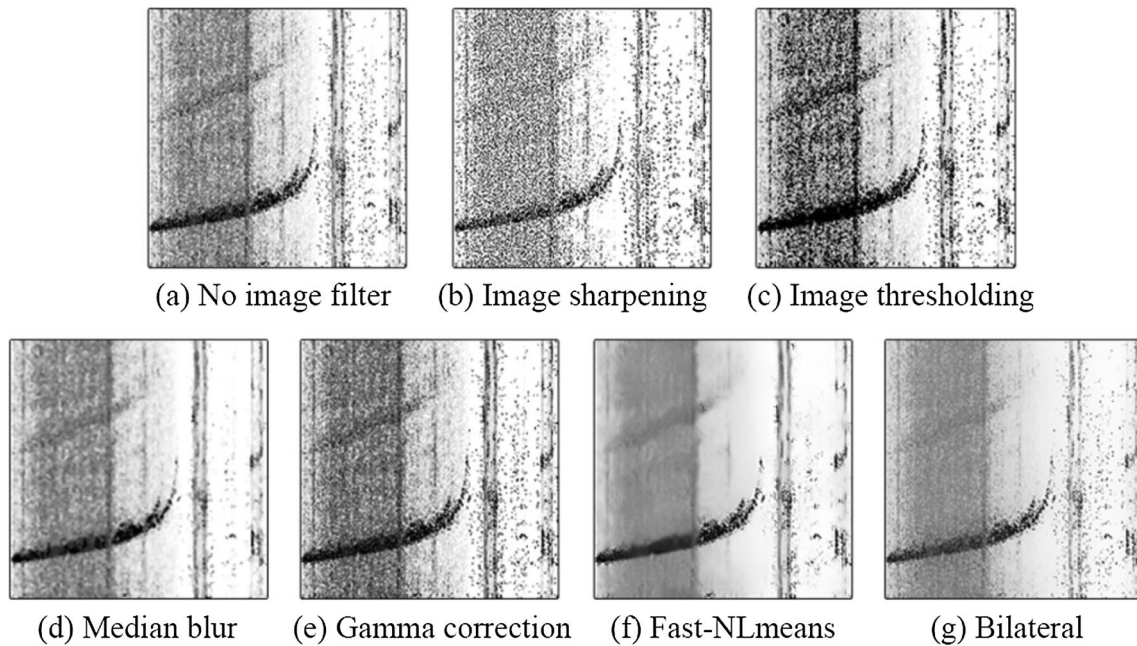 (a) No image filter
(b) Image sharpening
(c) Image thresholding
(d) Median blur
(e) Gamma correction
(f) Fast-NLmeans
(g) Bilateral